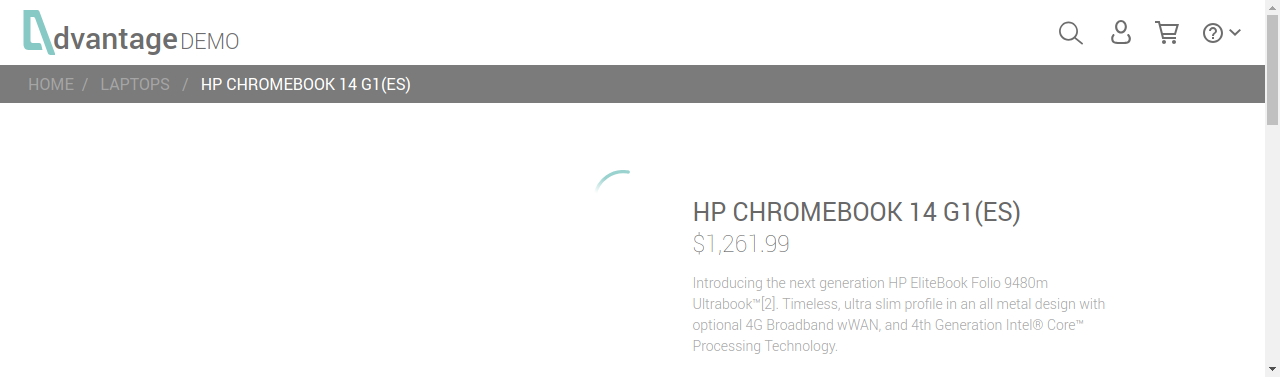 dvantage DEMO
HOME / LAPTOPS / HP CHROMEBOOK 14 G1(ES)
HP CHROMEBOOK 14 G1(ES)
$1,261.99
Introducing the next generation HP EliteBook Folio 9480m
Ultrabook™[2]. Timeless, ultra slim profile in an all metal design with
optional 4G Broadband wWAN, and 4th Generation Intel® Core™
Processing Technology.